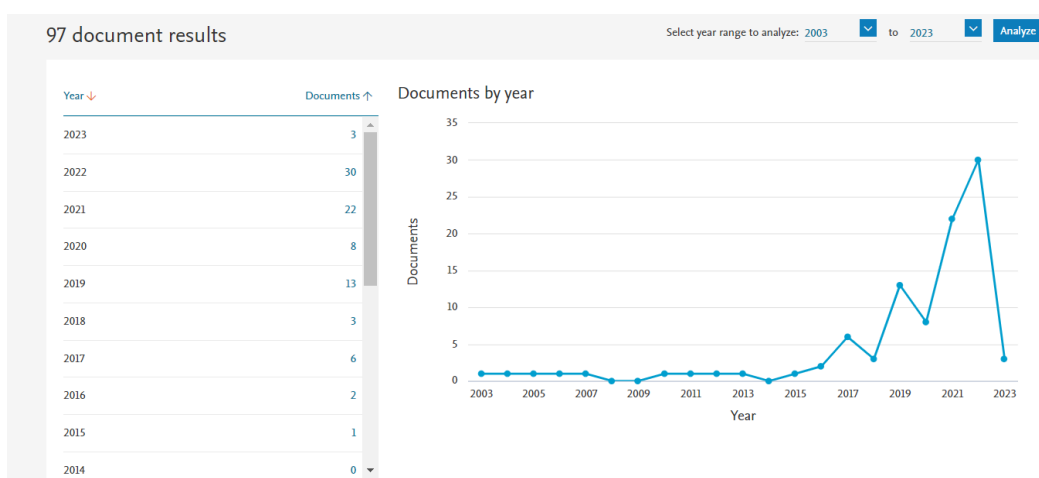 97 document results
Select year range to analyze: 2003 to 2023 Analyze
Year Documents
2023 3
2022 30
2021 22
2020 8
2019 13
2018 3
2017 6
2016 2
2015 1
2014 0
Documents by year
35
30
25
20
15
10
5
0
Documents
2003 2005 2007 2009 2011 2013 2015 2017 2019 2021 2023
Year